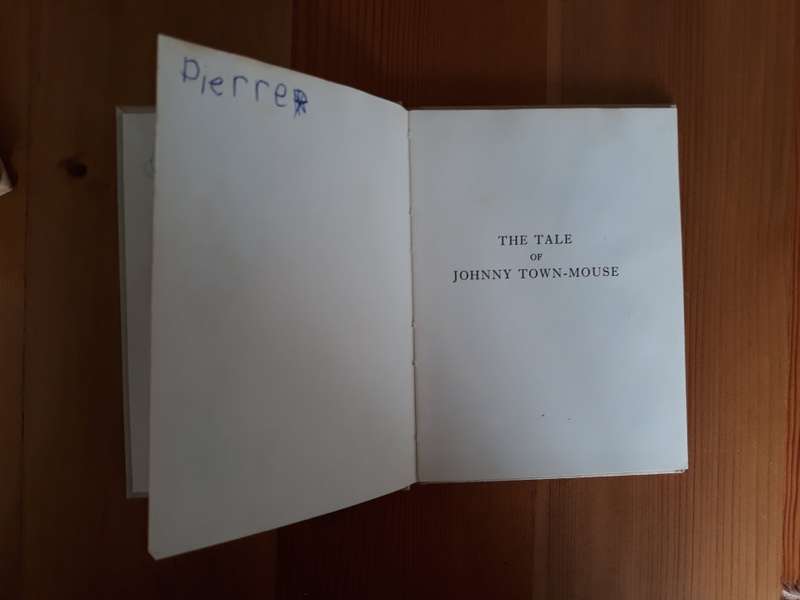 Pierre
THE TALE
OF
JOHNNY TOWN-MOUSE